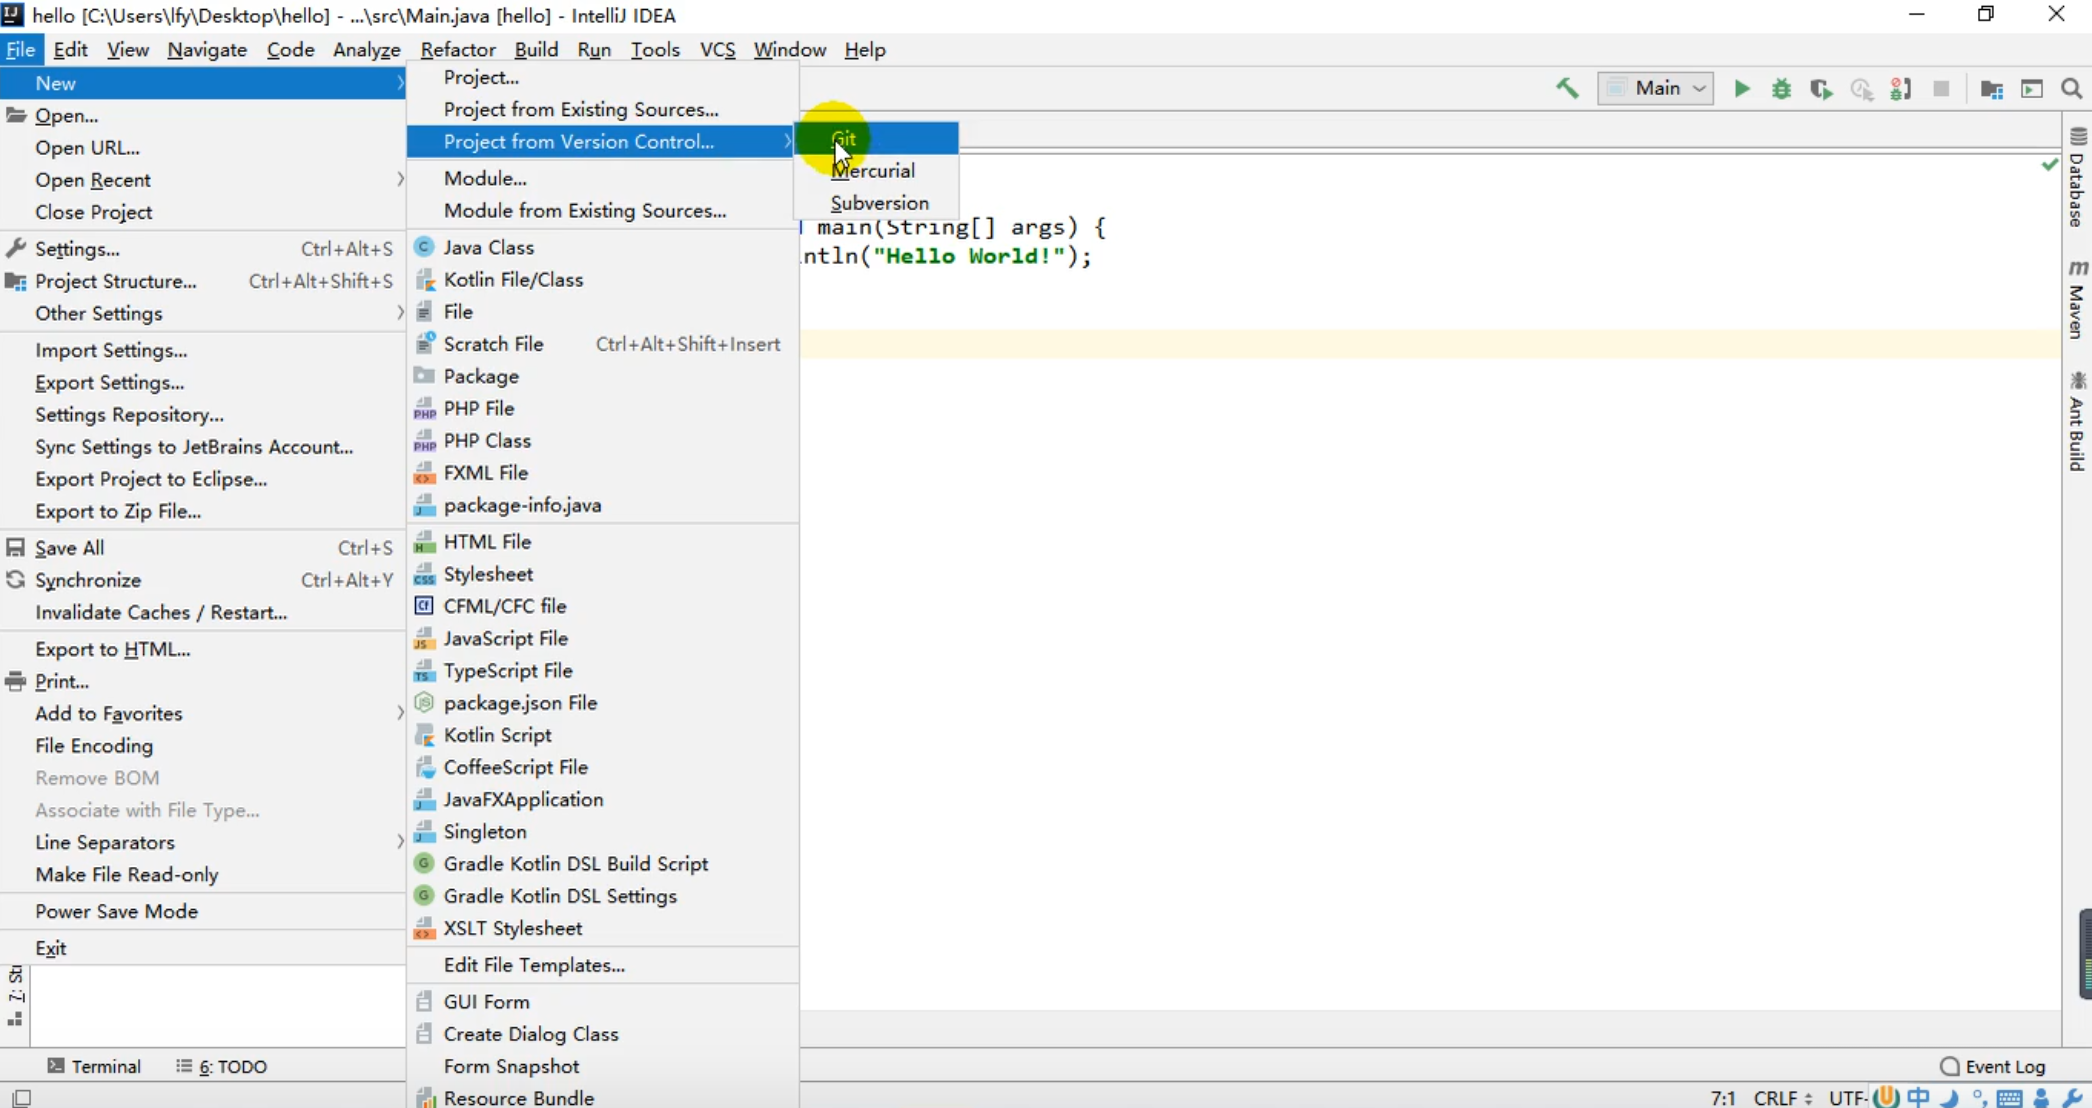 hello [C:\Users\lfy\Desktop\hello] - ...\src\Main.java [hello] - IntelliJ IDEA
File Edit View Navigate Code Analyze Refactor Build Run Tools VCS Window Help
Main
New
Open...
Open URL...
Open Recent
Close Project
Settings... Ctrl+Alt+S
Project Structure... Ctrl+Alt+Shift+S
Other Settings
Import Settings...
Export Settings...
Settings Repository...
Sync Settings to JetBrains Account...
Export Project to Eclipse...
Export to Zip File...
Save All Ctrl+S
Synchronize Ctrl+Alt+Y
Invalidate Caches / Restart...
Export to HTML...
Print...
Add to Favorites
File Encoding
Remove BOM
Associate with File Type...
Line Separators
Make File Read-only
Power Save Mode
Exit
Project...
Project from Existing Sources...
Project from Version Control...
Module...
Module from Existing Sources...
Java Class
Kotlin File/Class
File
Scratch File Ctrl+Alt+Shift+Insert
Package
PHP File
PHP Class
FXML File
package-info.java
HTML File
Stylesheet
CFML/CFC file
JavaScript File
TypeScript File
package.json File
Kotlin Script
CoffeeScript File
JavaFXApplication
Singleton
Gradle Kotlin DSL Build Script
Gradle Kotlin DSL Settings
XSLT Stylesheet
Edit File Templates...
GUI Form
Create Dialog Class
Form Snapshot
Resource Bundle
Git
Mercurial
Subversion
main(String[] args) {
ntln("Hello World!");
Database
Maven
Ant Build
Terminal
6: TODO
Event Log
7:1 CRLF UTF- 中